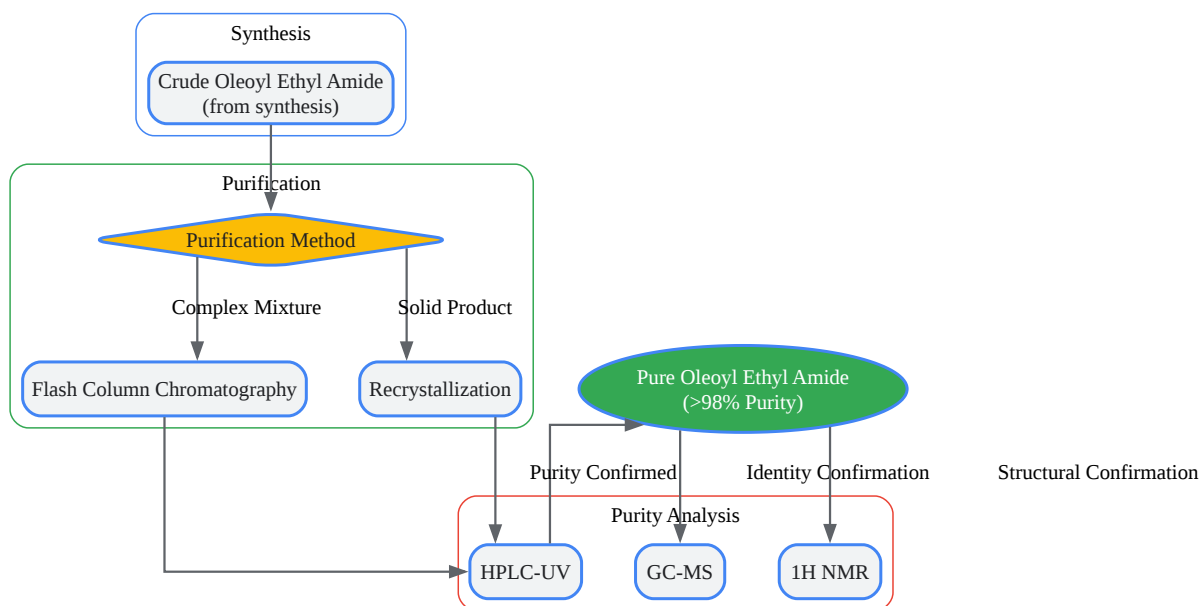 Synthesis
Crude Oleoyl Ethyl Amide
(from synthesis)
Purification
Purification Method
Complex Mixture
Solid Product
Flash Column Chromatography
Recrystallization
Pure Oleoyl Ethyl Amide
(>98% Purity)
Purity Confirmed
Identity Confirmation
Structural Confirmation
Purity Analysis
HPLC-UV
GC-MS
1H NMR